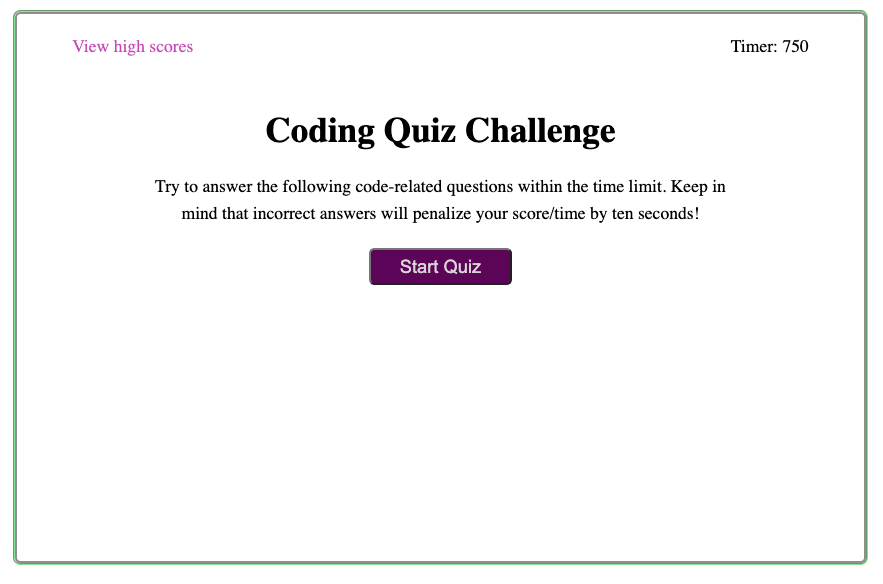 View high scores
Timer: 750
Coding Quiz Challenge
Try to answer the following code-related questions within the time limit. Keep in
mind that incorrect answers will penalize your score/time by ten seconds!
Start Quiz